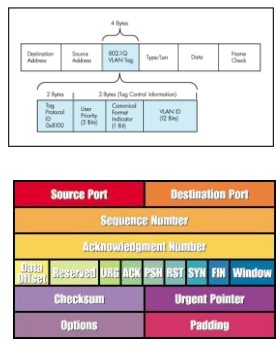 4 Bytes
Destination Address
Source Address
802.1Q VLAN Tag
Type/Len
Data
Frame Check
2 Bytes
2 Bytes (Tag Control Information)
Tag Protocol ID 0x8100
User Priority (3 Bits)
Canonical Format Indicator (1 Bit)
VLAN ID (12 Bits)
Source Port Destination Port
Sequence Number
Acknowledgment Number
Data Offset Reserved URG ACK PSH RST SYN FIN Window
Checksum Urgent Pointer
Options Padding